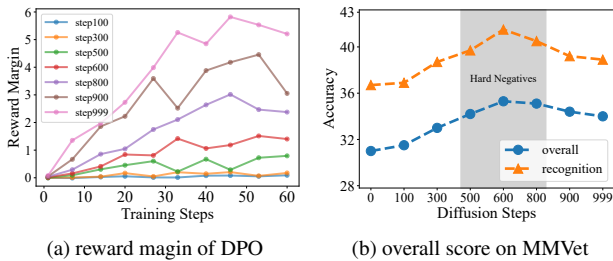 (a)
6
5
4
3
2
1
0
Reward Margin
step100
step300
step500
step600
step800
step900
step999
0 10 20 30 40 50 60
Training Steps
(a) reward magin of DPO
(b)
43
40
36
32
28
Accuracy
Hard Negatives
overall
recognition
0 100 300 500 600 800 900 999
Diffusion Steps
(b) overall score on MMVet